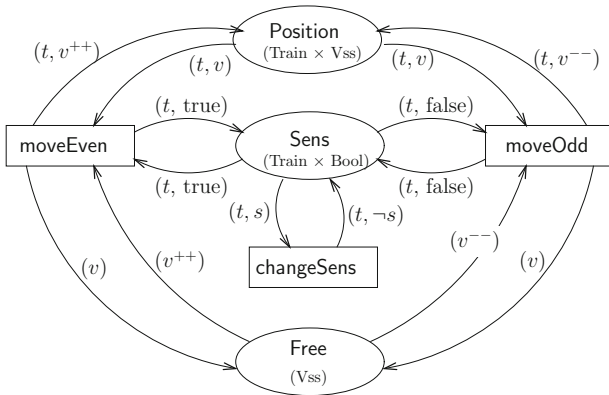 Position
(Train × Vss)
(t, v++)
(t, v)
(t, v)
(t, v−−)
(t, true)
(t, false)
moveEven
Sens
(Train × Bool)
moveOdd
(t, true)
(t, false)
(t, s)
(t, ¬s)
(v)
(v++)
changeSens
(v−−)
(v)
Free
(Vss)